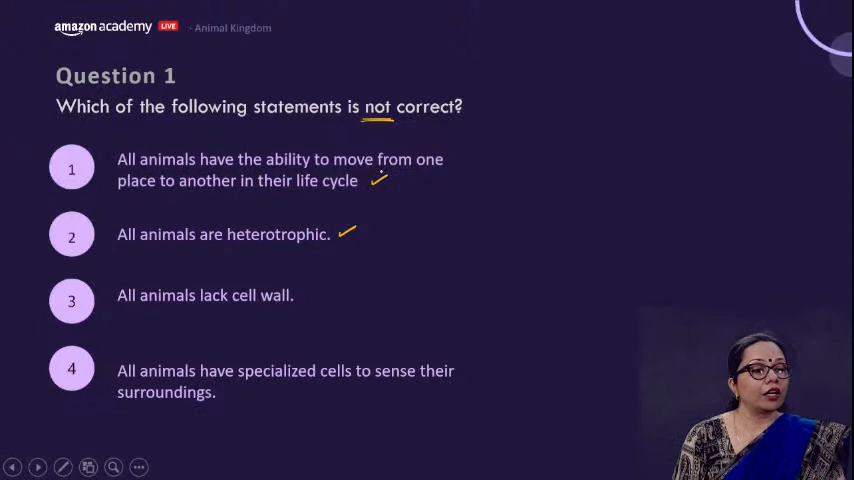 amazon academy LIVE - Animal Kingdom
Question 1
Which of the following statements is not correct?
1 All animals have the ability to move from one
place to another in their life cycle
2 All animals are heterotrophic.
3 All animals lack cell wall.
4 All animals have specialized cells to sense their
surroundings.